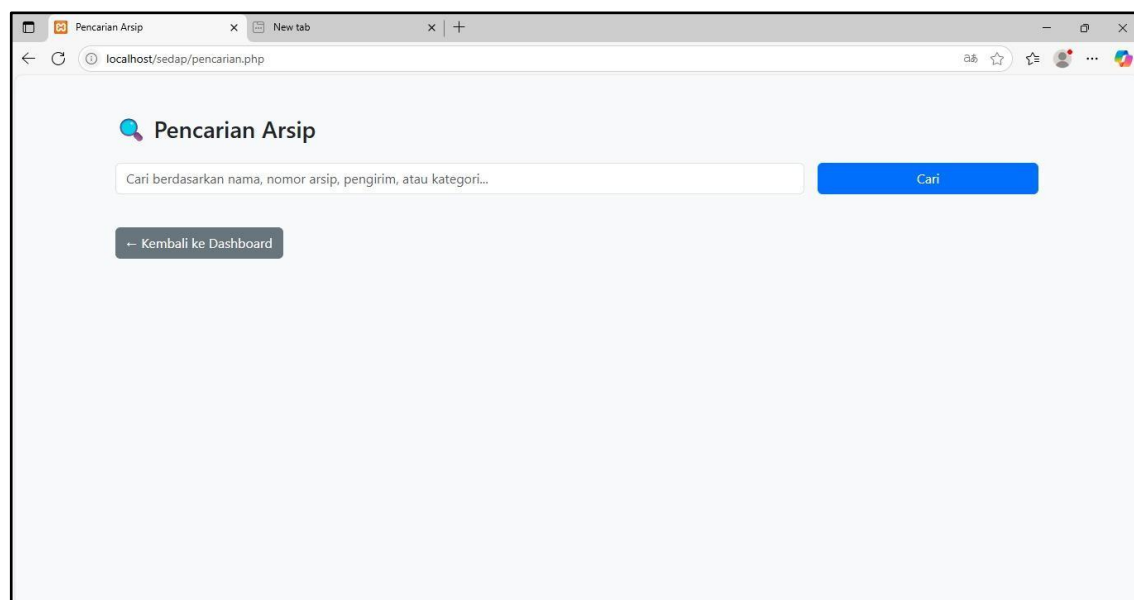 Pencarian Arsip
New tab
localhost/sedap/pencarian.php
Pencarian Arsip
Cari berdasarkan nama, nomor arsip, pengirim, atau kategori...
Cari
← Kembali ke Dashboard